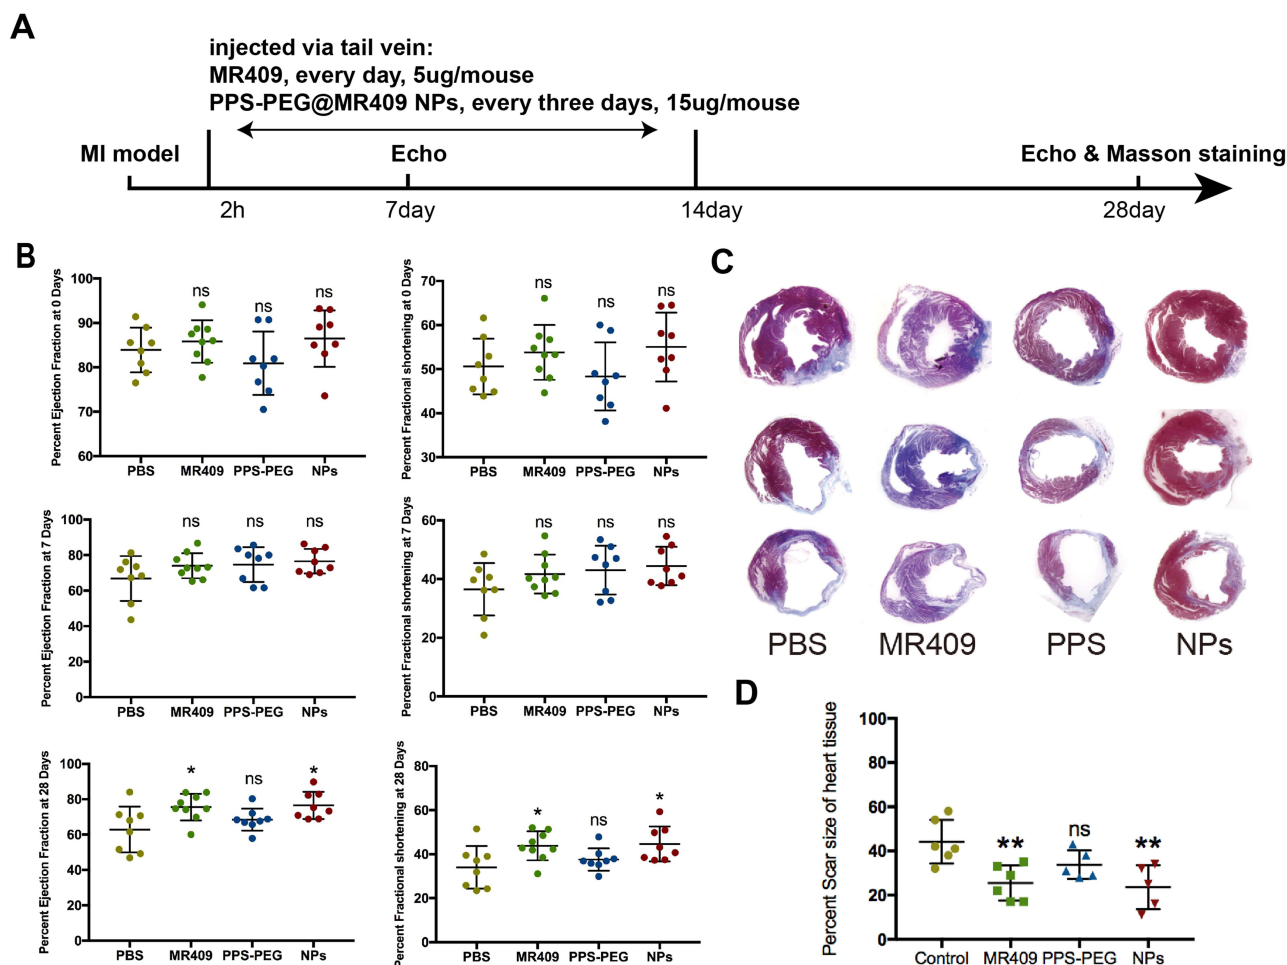 A
injected via tail vein:
MR409, every day, 5ug/mouse
PPS-PEG@MR409 NPs, every three days, 15ug/mouse
MI model
Echo
Echo & Masson staining
2h
7day
14day
28day
B
Percent Ejection Fraction at 0 Days
100
90
80
70
60
ns
ns
ns
PBS
MR409
PPS-PEG
NPs
Percent Fractional shortening at 0 Days
70
60
50
40
30
ns
ns
ns
PBS
MR409
PPS-PEG
NPs
Percent Ejection Fraction at 7 Days
100
80
60
40
20
0
ns
ns
ns
PBS
MR409
PPS-PEG
NPs
Percent Fractional shortening at 7 Days
60
40
20
0
ns
ns
ns
PBS
MR409
PPS-PEG
NPs
Percent Ejection Fraction at 28 Days
100
80
60
40
20
0
*
ns
*
PBS
MR409
PPS-PEG
NPs
Percent Fractional shortening at 28 Days
80
60
40
20
0
*
ns
*
PBS
MR409
PPS-PEG
NPs
C
PBS
MR409
PPS
NPs
D
Percent Scar size of heart tissue
100
80
60
40
20
0
**
ns
**
Control
MR409
PPS-PEG
NPs